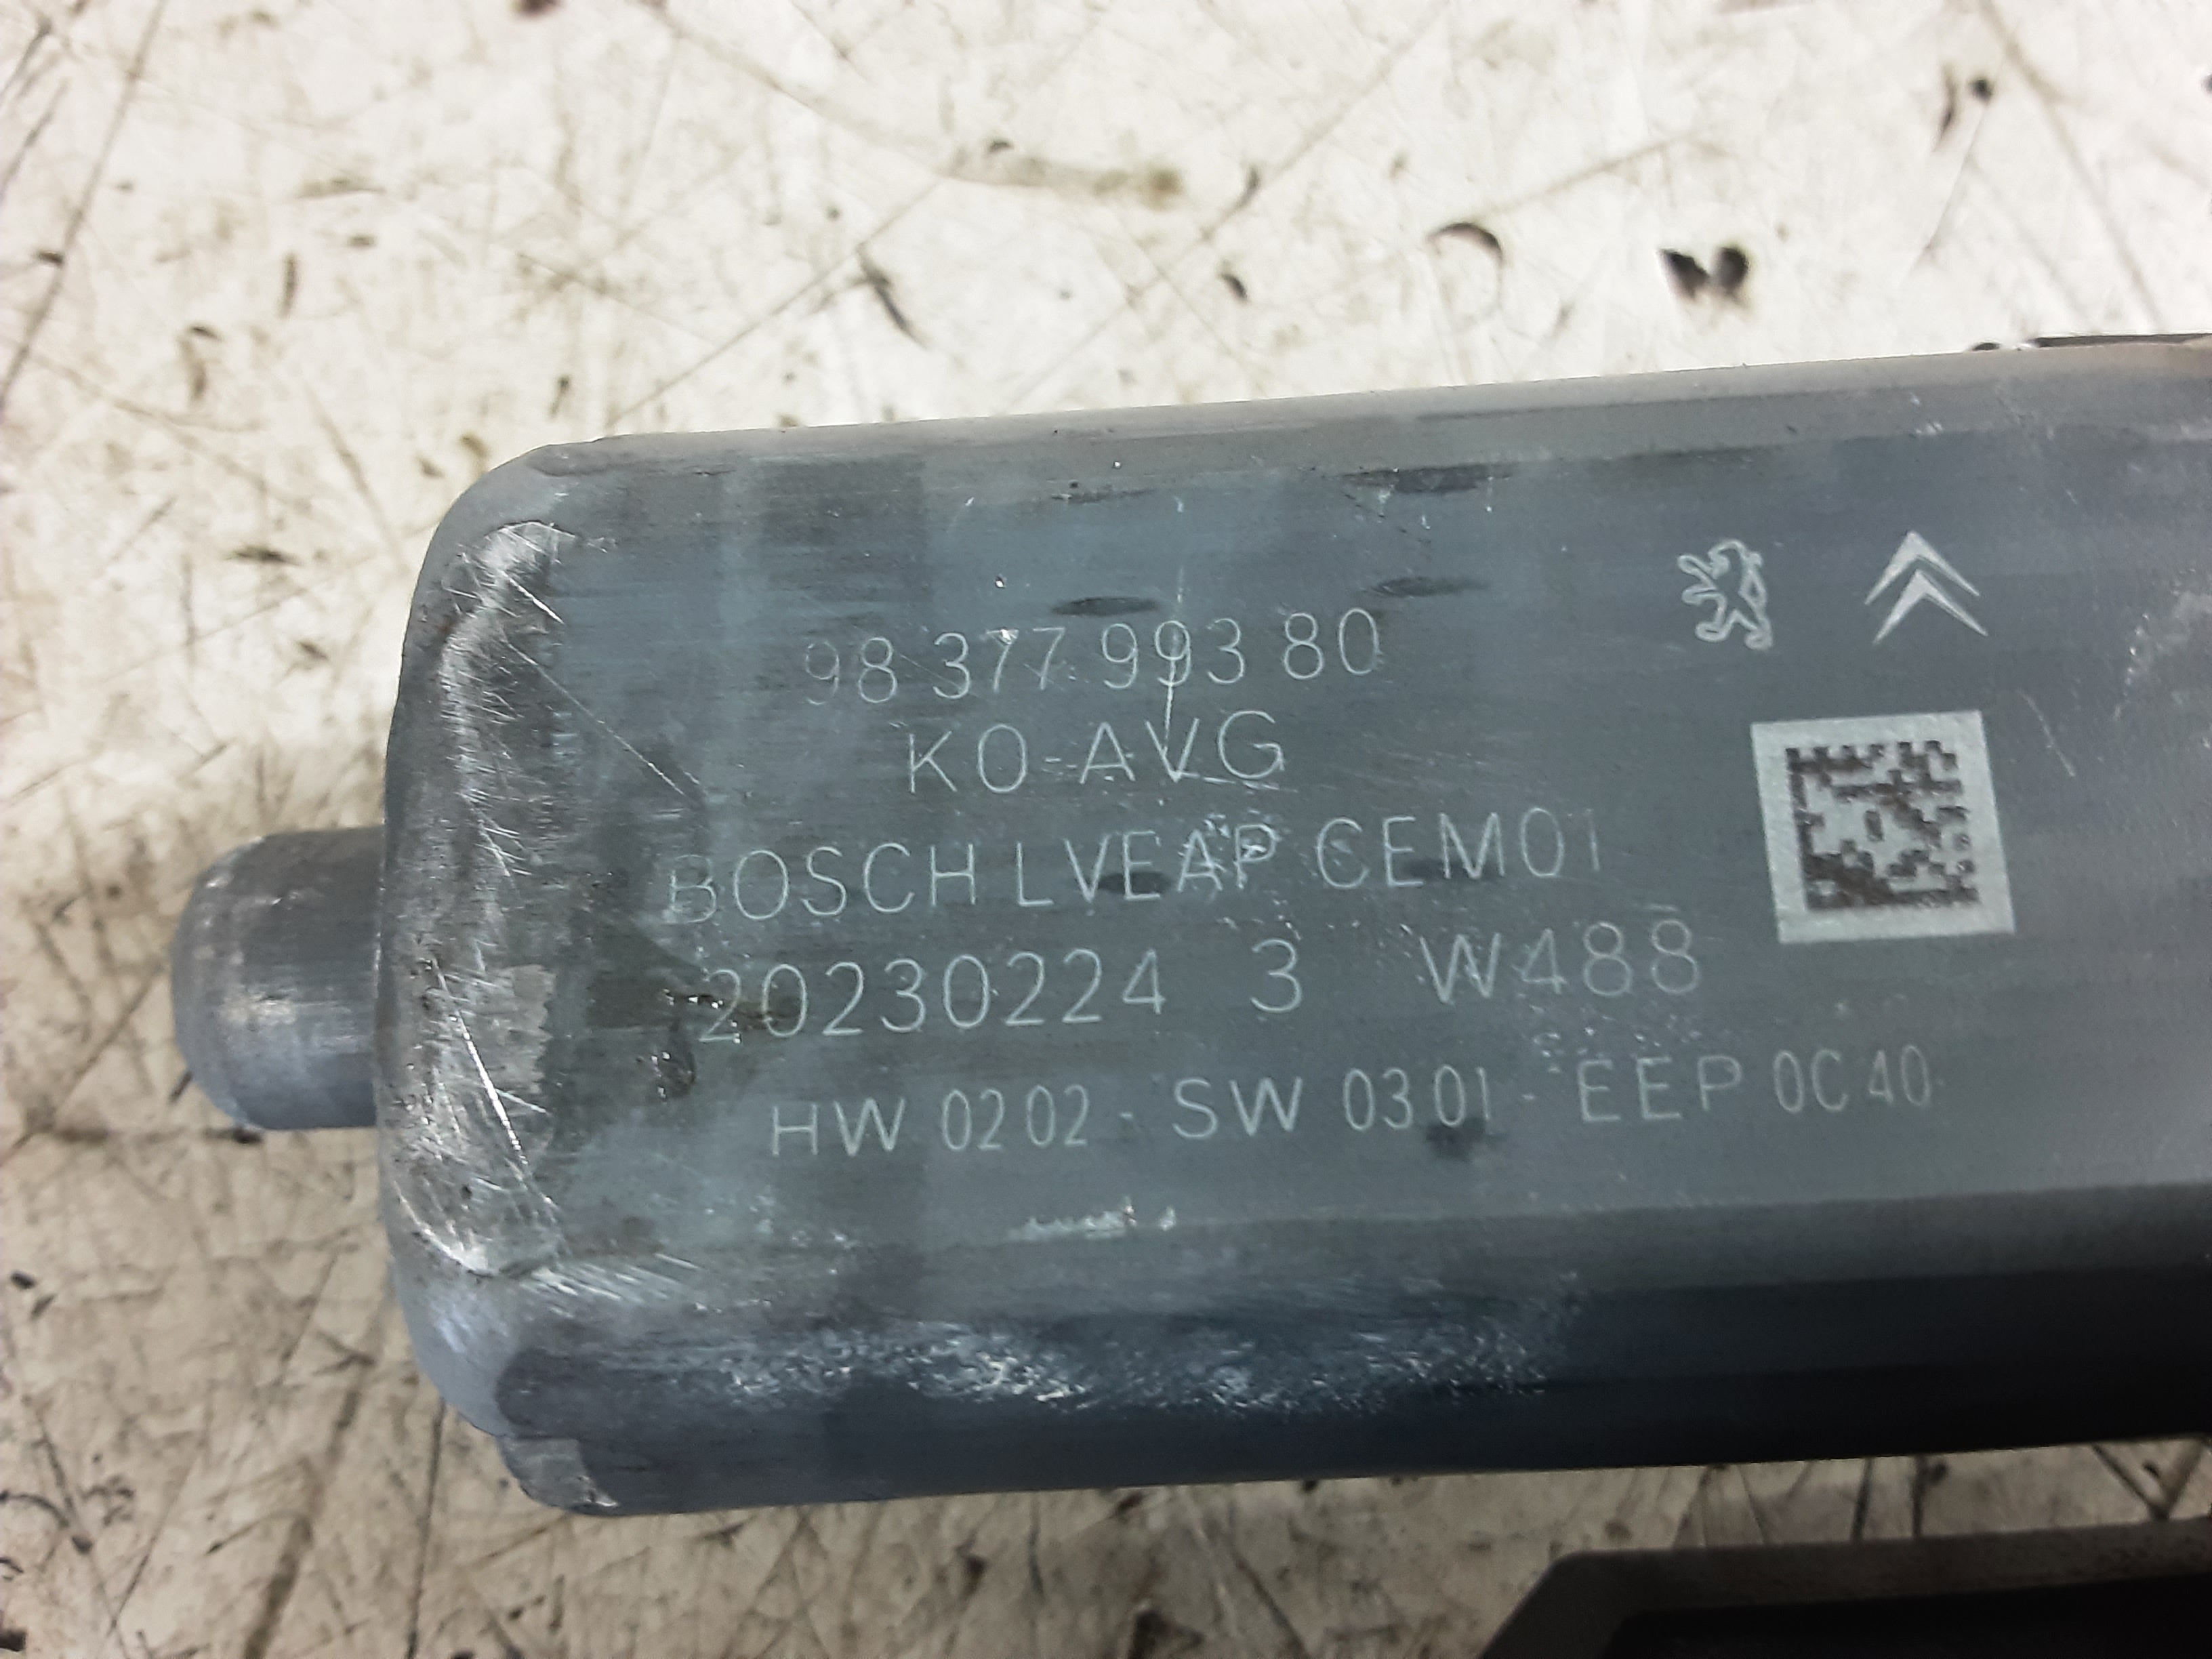 98 377 993 80
K0-AVG
BOSCH LVEAP CEM01
20230224 3 W488
HW 02 02 - SW 03 01 - EEP 0C 40